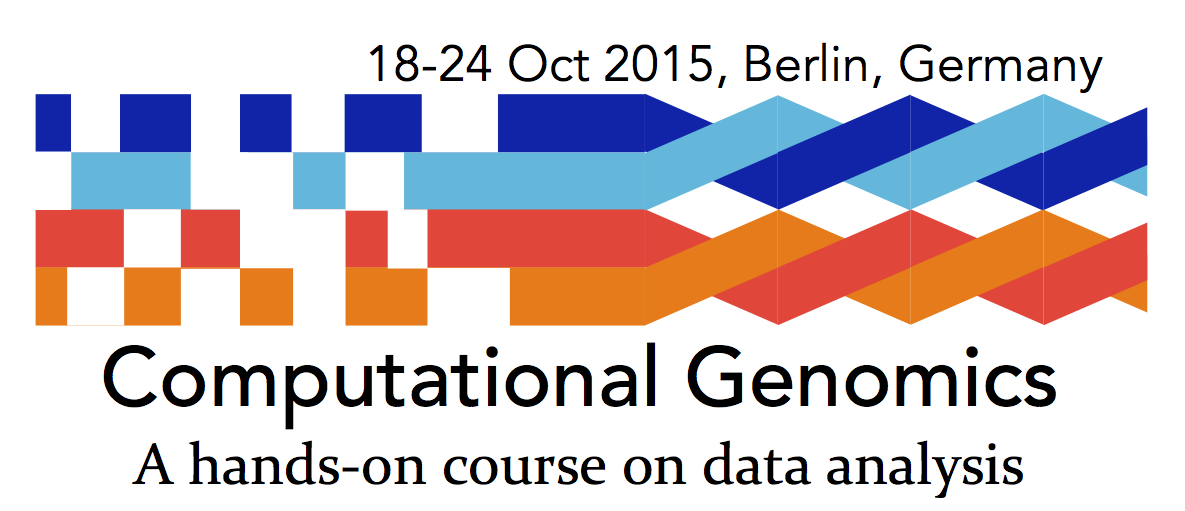 18-24 Oct 2015, Berlin, Germany
Computational Genomics
A hands-on course on data analysis